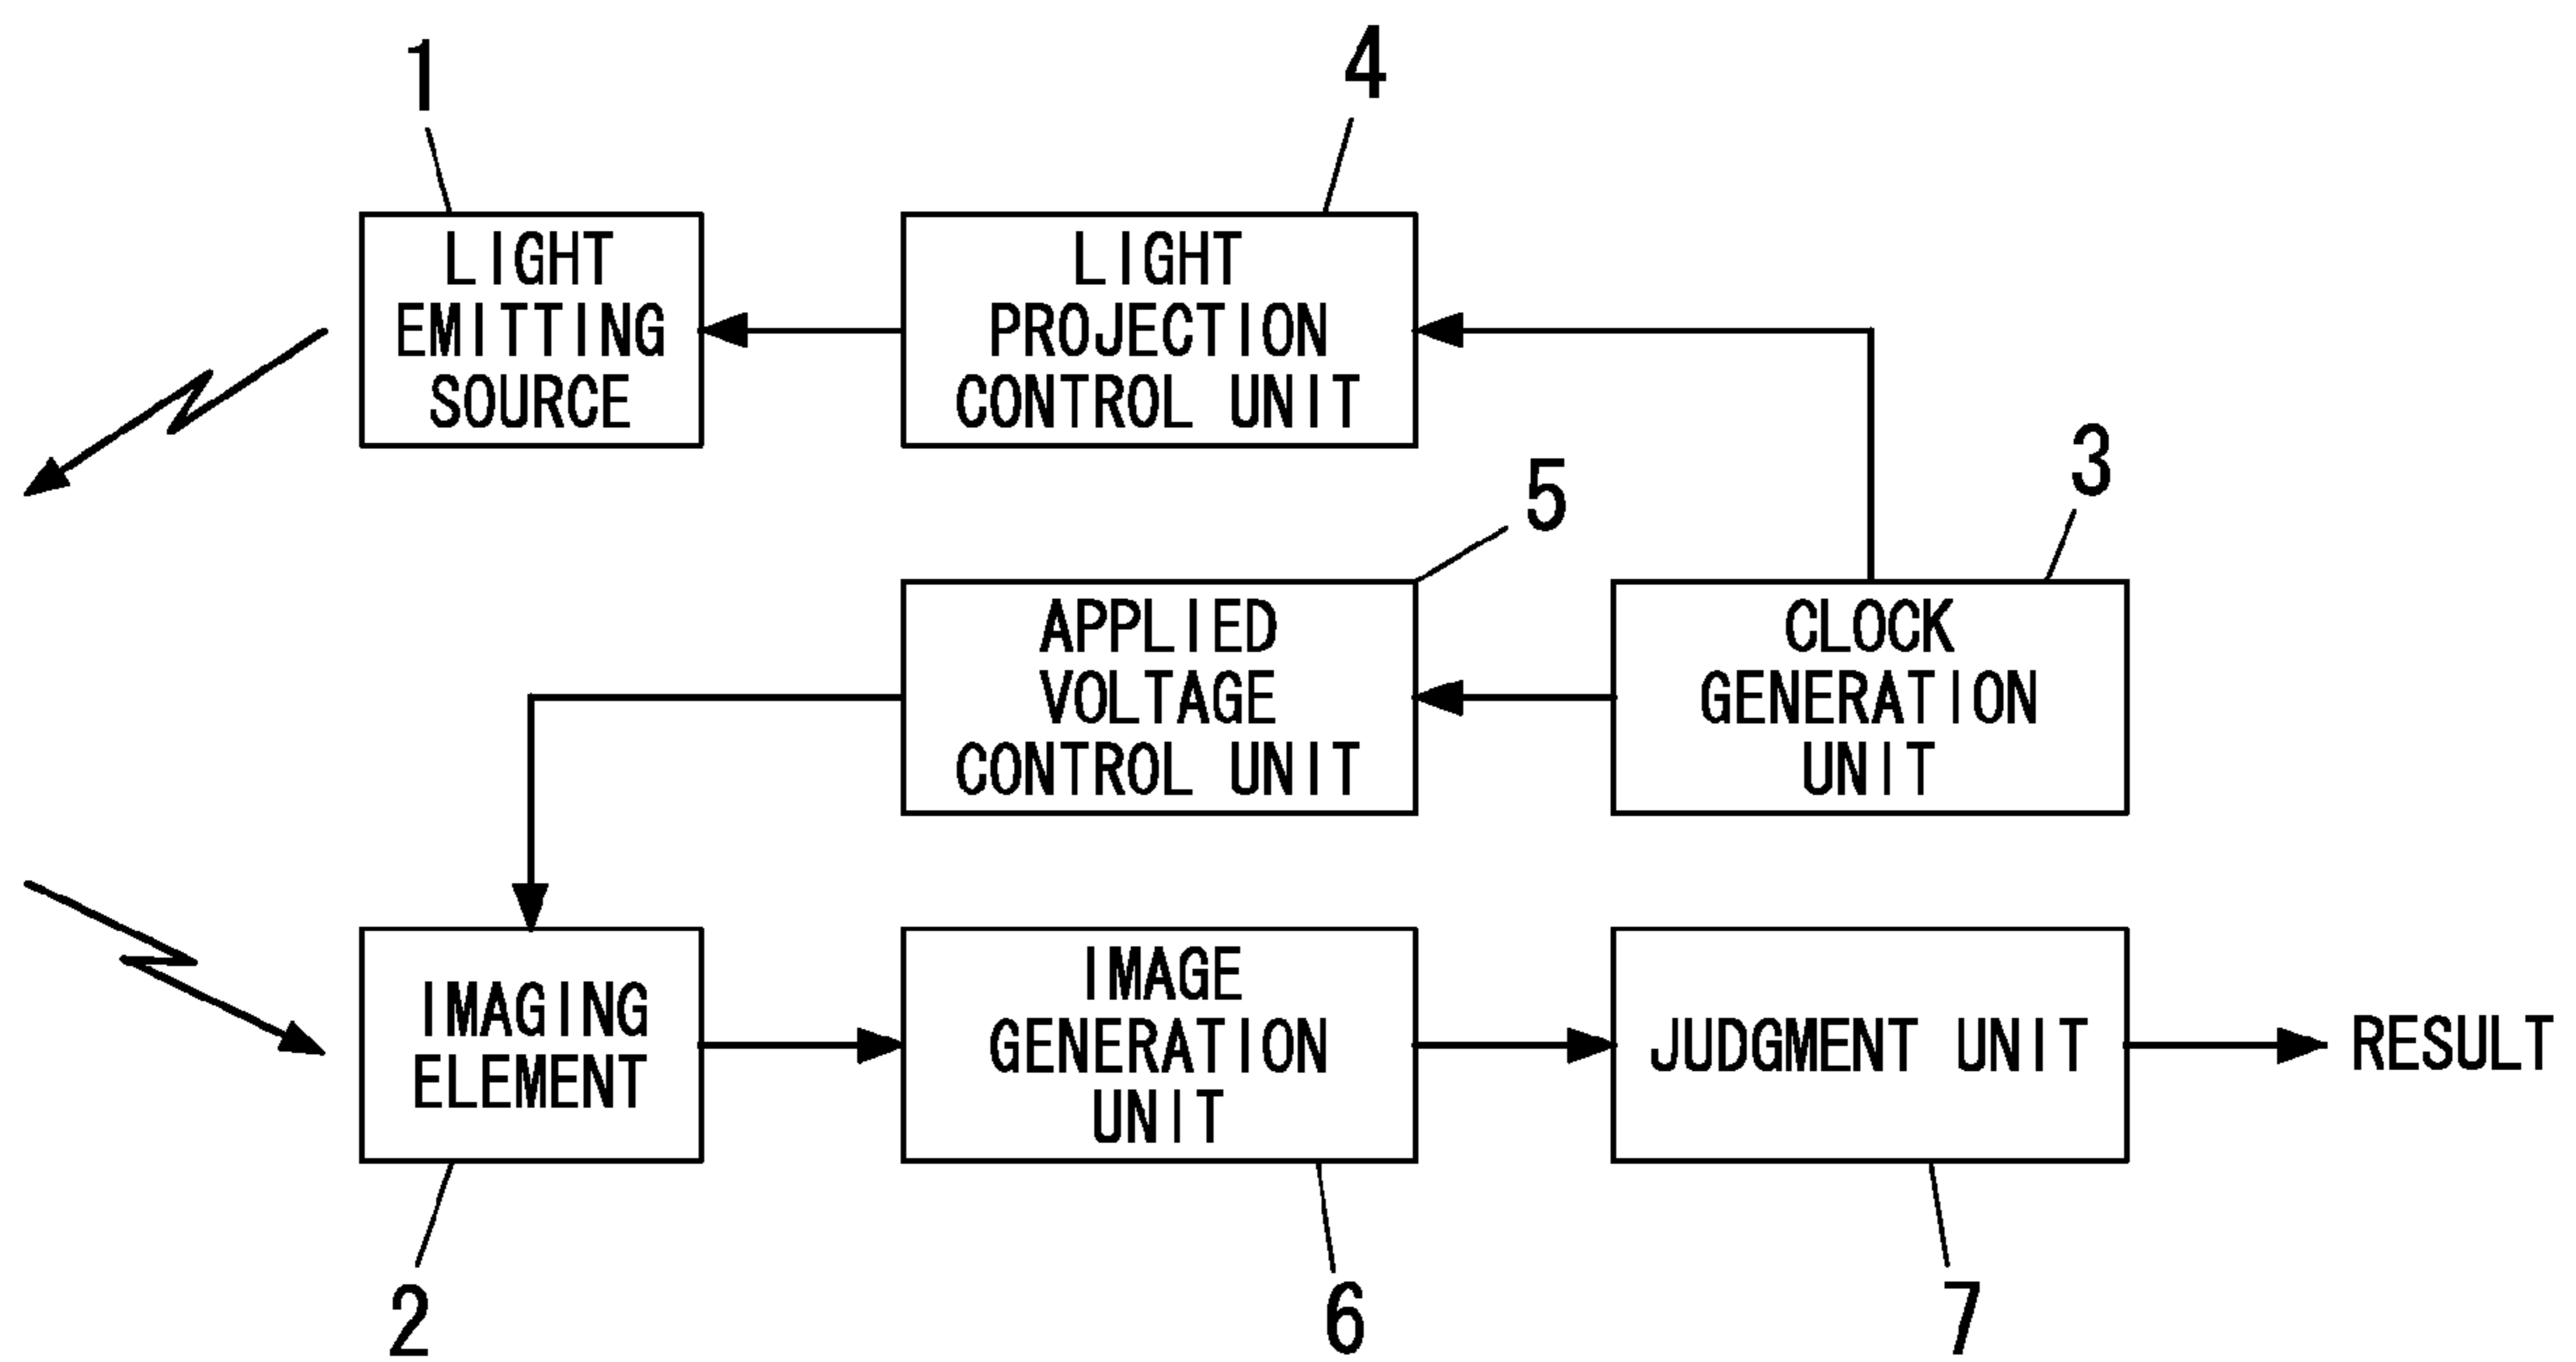 1
4
LIGHT
EMITTING
SOURCE
LIGHT
PROJECTION
CONTROL UNIT
5
3
APPLIED
VOLTAGE
CONTROL UNIT
CLOCK
GENERATION
UNIT
IMAGING
ELEMENT
IMAGE
GENERATION
UNIT
JUDGMENT UNIT
RESULT
2
6
7